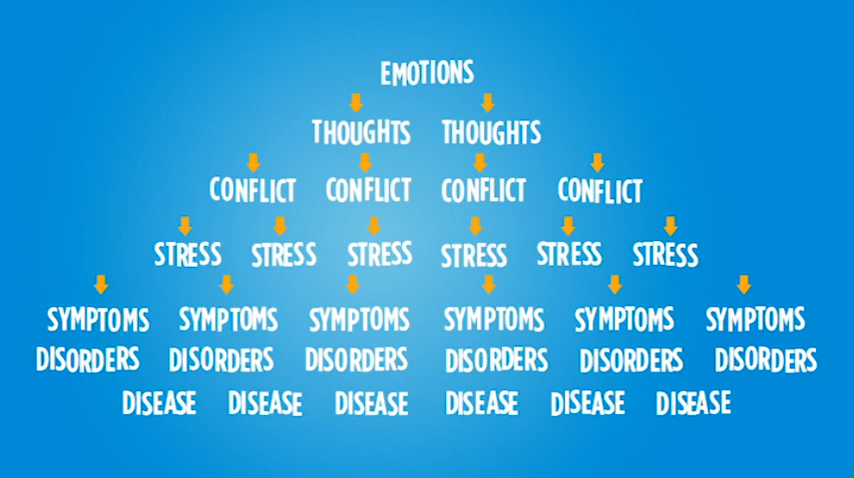 EMOTIONS
THOUGHTS THOUGHTS
CONFLICT CONFLICT CONFLICT CONFLICT
STRESS STRESS STRESS STRESS STRESS STRESS
SYMPTOMS SYMPTOMS SYMPTOMS SYMPTOMS SYMPTOMS SYMPTOMS
DISORDERS DISORDERS DISORDERS DISORDERS DISORDERS DISORDERS
DISEASE DISEASE DISEASE DISEASE DISEASE DISEASE